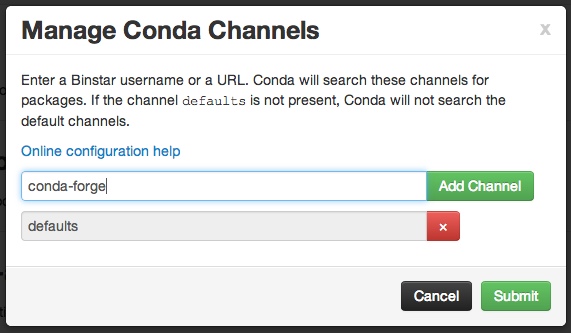 Manage Conda Channels
x
Enter a Binstar username or a URL. Conda will search these channels for
packages. If the channel defaults is not present, Conda will not search the
default channels.
Online configuration help
conda-forge
Add Channel
defaults
×
Cancel
Submit